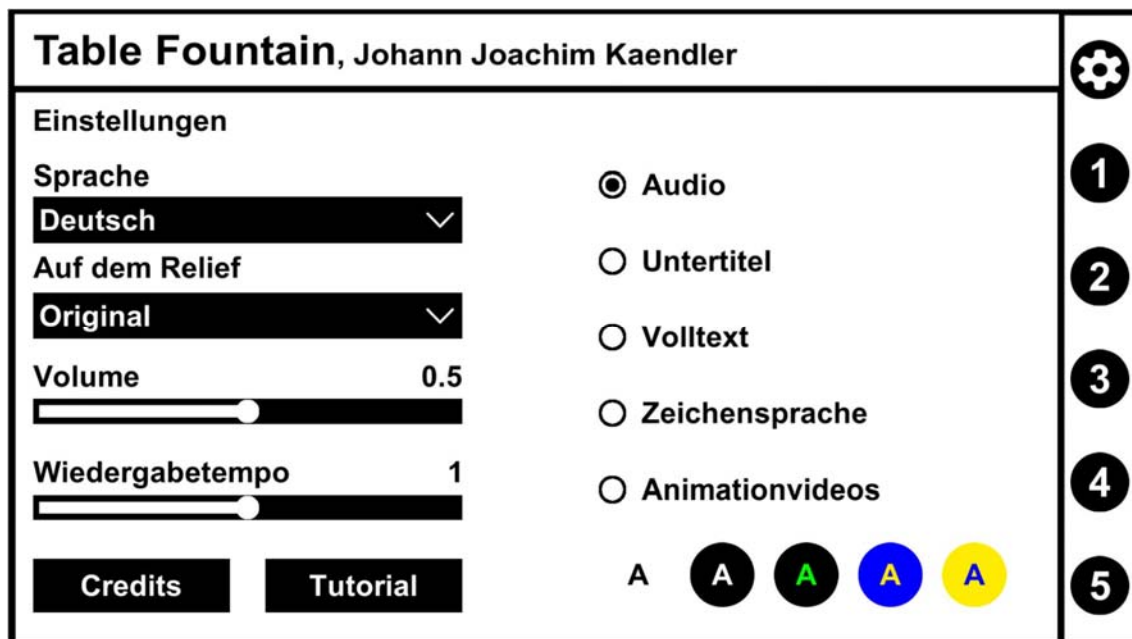 Table Fountain, Johann Joachim Kaendler
Einstellungen
Sprache
Deutsch
Auf dem Relief
Original
Volume 0.5
Wiedergabetempo 1
Credits Tutorial
Audio
Untertitel
Volltext
Zeichensprache
Animationvideos
A A A A A
1
2
3
4
5